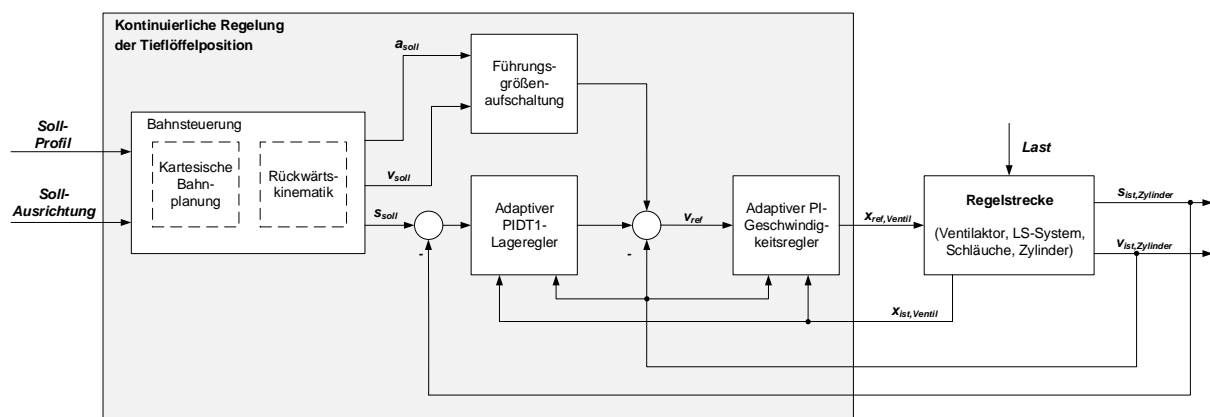 Kontinuierliche Regelung
der Tieflöffelposition
a_soll
Führungs-
größen-
aufschaltung
Soll-
Profil
Soll-
Ausrichtung
Bahnsteuerung
Kartesische
Bahn-
planung
Rückwärts-
kinematik
v_soll
s_soll
-
Adaptiver
PIDT1-
Lageregler
-
v_ref
Adaptiver PI-
Geschwindig-
keitsregler
x_ref,Ventil
Last
Regelstrecke
(Ventilaktor, LS-System,
Schläuche, Zylinder)
s_ist,Zylinder
v_ist,Zylinder
x_ist,Ventil